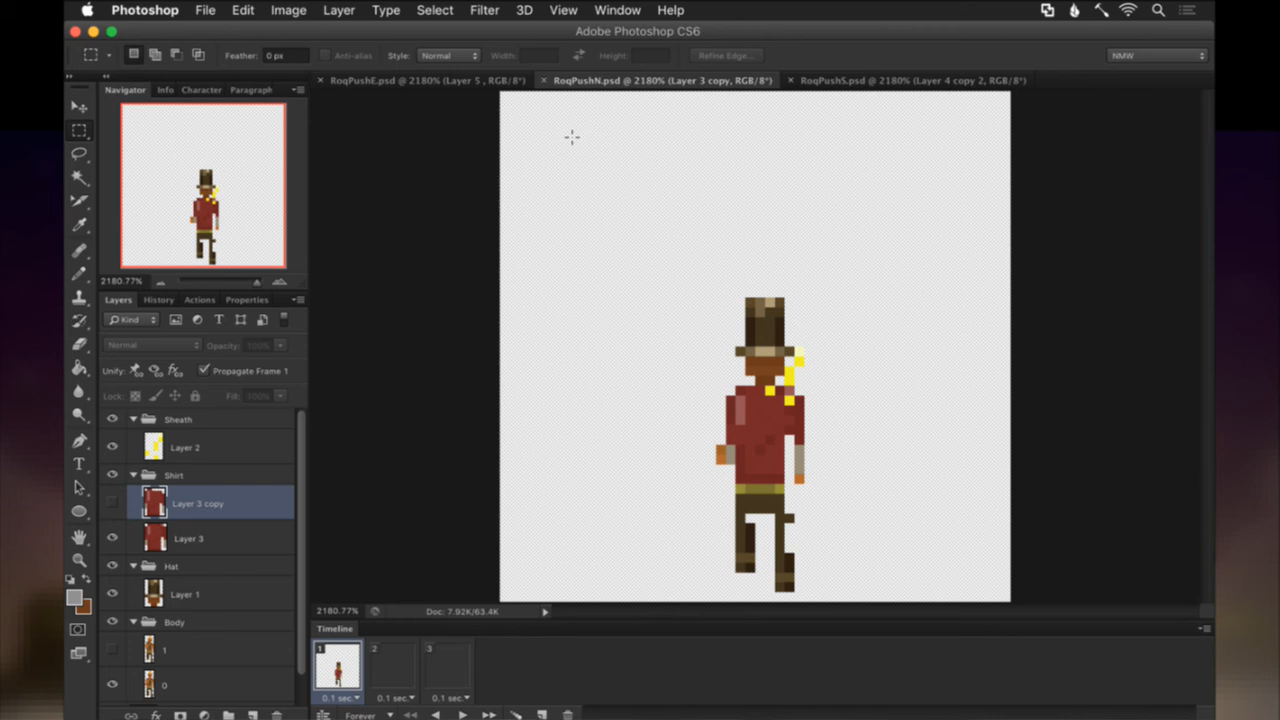 Photoshop File Edit Image Layer Type Select Filter 3D View Window Help
Adobe Photoshop CS6
Feather: 0 px Anti-alias Style: Normal Width: Height: Refine Edge... NMW
RoqPushE.psd @ 2180% (Layer 5 , RGB/8*) RoqPushN.psd @ 2180% (Layer 3 copy, RGB/8*) RoqPushS.psd @ 2180% (Layer 4 copy 2, RGB/8*)
Navigator Info Character Paragraph
2180.77%
Layers History Actions Properties
Kind
Normal Opacity: 100%
Unify: Propagate Frame 1
Lock: Fill: 100%
Sheath
Layer 2
Shirt
Layer 3 copy
Layer 3
Hat
Layer 1
Body
1
0
2180.77% Doc: 7.92K/63.4K
Timeline
1 2 3
0.1 sec. 0.1 sec. 0.1 sec.
Forever